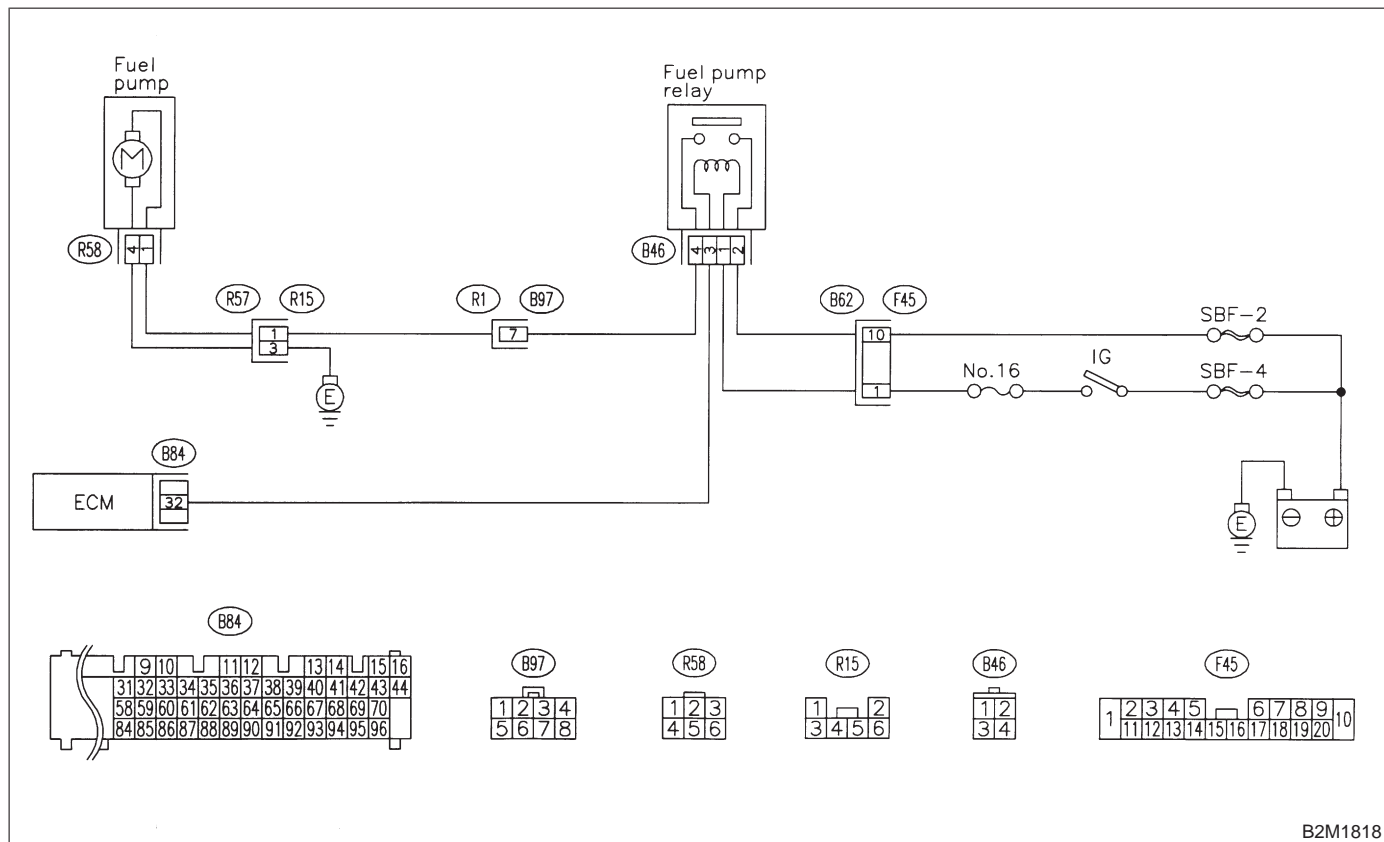 Fuel
pump
Fuel pump
relay
M
R58
4 1
B46
4 3 1 2
R57 R15
R1 B97
B62 F45
1
3
7
10
1
SBF-2
No.16
IG
SBF-4
E
B84
ECM
32
E
⊖ ⊕
B84
9 10 11 12 13 14 15 16
31 32 33 34 35 36 37 38 39 40 41 42 43 44
58 59 60 61 62 63 64 65 66 67 68 69 70
84 85 86 87 88 89 90 91 92 93 94 95 96
B97
1 2 3 4
5 6 7 8
R58
1 2 3
4 5 6
R15
1 2
3 4 5 6
B46
1 2
3 4
F45
1 2 3 4 5 6 7 8 9 10
11 12 13 14 15 16 17 18 19 20
B2M1818